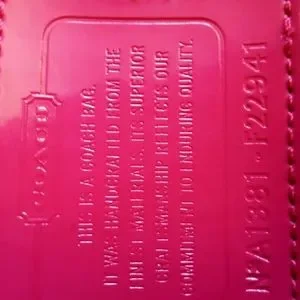 COACH
THIS IS A COACH BAG.
IT WAS HANDCRAFTED FROM THE
FINEST MATERIALS. ITS SUPERIOR
CRAFTSMANSHIP REFLECTS OUR
COMMITMENT TO ENDURING QUALITY.
A1381 - F22941